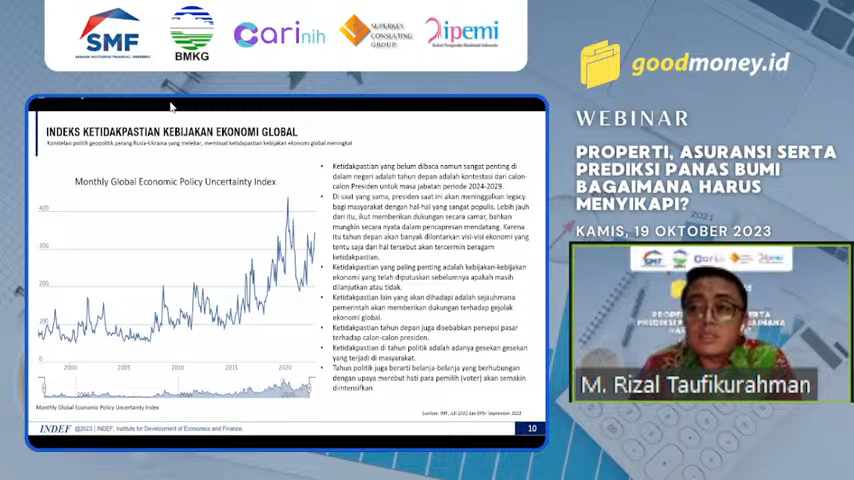 SMF
BMKG
Carinih
SUPERKEY
CONSULTING
GROUP
Dipemi
goodmoney.id
WEBINAR
PROPERTI, ASURANSI SERTA
PREDIKSI PANAS BUMI
BAGAIMANA HARUS
MENYIKAPI?
KAMIS, 19 OKTOBER 2023
INDEKS KETIDAKPASTIAN KEBIJAKAN EKONOMI GLOBAL
Konstelao politik geopolitik perang Rusia-Ukraina yang melebar, membuat ketidapastian kebijakan ekonomi global meningkat
Monthly Global Economic Policy Uncertainty Index
400
300
200
100
0
2000
2005
2010
2015
2020
2010
2020
Monthly Global Economic Policy Uncertainty Index
• Ketidakpastian yang belum dibaca namun sangat penting di
dalam negeri adalah tahun depan adalah kontestasi dari calon-
calon Presiden untuk masa jabatan periode 2024-2029.
• Di saat yang sama, presiden saat ini akan meninggalkan legacy
bagi masyarakat dengan hal-hal yang sangat populis. Lebih jauh
dari itu, ikut memberikan dukungan secara samar, bahkan
mungkin secara nyata dalam pencapresan mendatang. Karena
itu tahun depan akan banyak dilontarkan visi-visi ekonomi yang
tentu saja dari hal tersebut akan tercermin beragam
ketidakpastian.
• Ketidakpastian yang paling penting adalah kebijakan-kebijakan
ekonomi yang telah diputuskan sebelumnya apakah masih
dilanjutkan atau tidak.
• Ketidakpastian lain yang akan dihadapi adalah sejauhmana
pemerintah akan memberikan dukungan terhadap gejolak
ekonomi global.
• Ketidakpastian tahun depan juga disebabkan persepsi pasar
terhadap calon-calon presiden.
• Ketidakpastian di tahun politik adalah adanya gesekan gesekan
yang terjadi di masyarakat.
• Tahun politik juga berarti belanja-belanja yang berhubungan
dengan upaya merebut hati para pemilih (voter) akan semakin
diintensifkan
Sumber: IMF, Juli 2022 dan BPS+ September 2022
INDEF @2023 | INDEF, Institute for Development of Economics and Finance
10
M. Rizal Taufikurahman